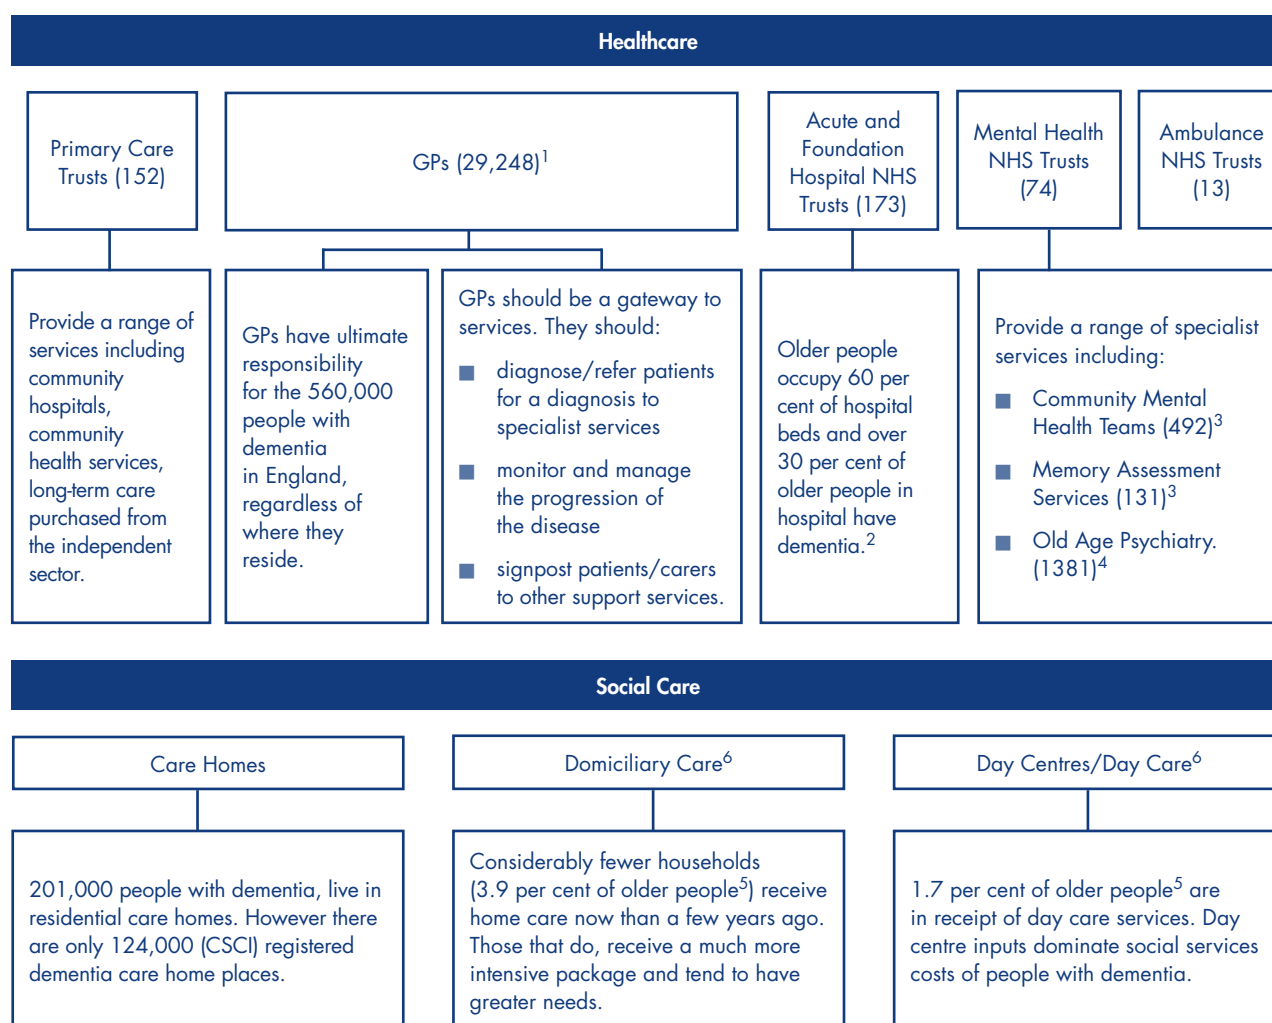 Healthcare
Primary Care
Trusts (152)
GPs (29,248)1
Acute and
Foundation
Hospital NHS
Trusts (173)
Mental Health
NHS Trusts
(74)
Ambulance
NHS Trusts
(13)
Provide a range of
services including
community
hospitals,
community
health services,
long-term care
purchased from
the independent
sector.
GPs have ultimate
responsibility
for the 560,000
people with
dementia
in England,
regardless of
where they
reside.
GPs should be a gateway to
services. They should:
■ diagnose/refer patients
for a diagnosis to
specialist services
■ monitor and manage
the progression of
the disease
■ signpost patients/carers
to other support services.
Older people
occupy 60 per
cent of hospital
beds and over
30 per cent of
older people in
hospital have
dementia.2
Provide a range of specialist
services including:
■ Community Mental
Health Teams (492)3
■ Memory Assessment
Services (131)3
■ Old Age Psychiatry.
(1381)4
Social Care
Care Homes
Domiciliary Care6
Day Centres/Day Care6
201,000 people with dementia, live in
residential care homes. However there
are only 124,000 (CSCI) registered
dementia care home places.
Considerably fewer households
(3.9 per cent of older people5) receive
home care now than a few years ago.
Those that do, receive a much more
intensive package and tend to have
greater needs.
1.7 per cent of older people5 are
in receipt of day care services. Day
centre inputs dominate social services
costs of people with dementia.